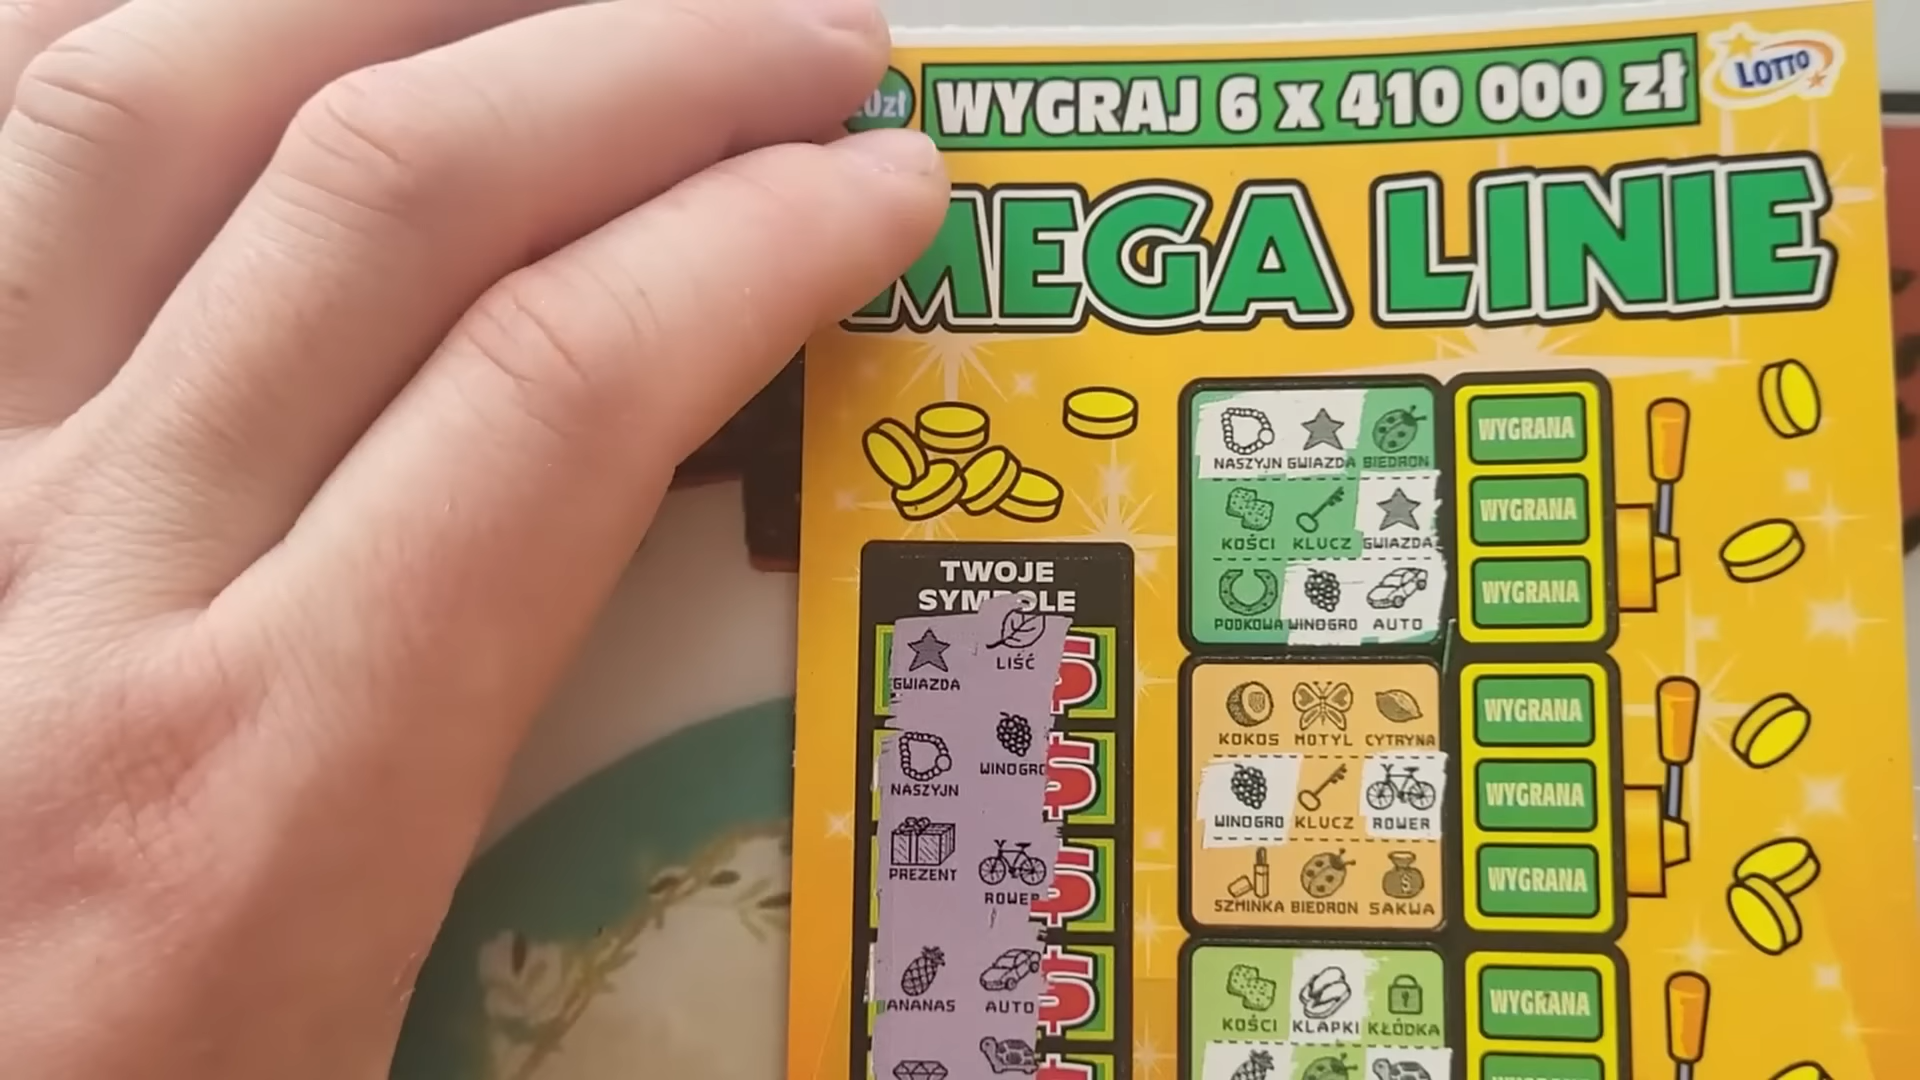 WYGRAJ 6 X 410 000 zł
LOTTO
MEGA LINIE
TWOJE
SYMBOLE
GWIAZDA LIŚĆ
NASZYJN WINOGRO
PREZENT ROWER
ANANAS AUTO
NASZYJN GWIAZDA BIEDRON
KOŚCI KLUCZ GWIAZDA
PODKOWA WINOGRO AUTO
WYGRANA
WYGRANA
WYGRANA
KOKOS MOTYL CYTRYNA
WINOGRO KLUCZ ROWER
SZMINKA BIEDRON SAKWA
WYGRANA
WYGRANA
WYGRANA
KOŚCI KLAPKI KŁÓDKA
WYGRANA